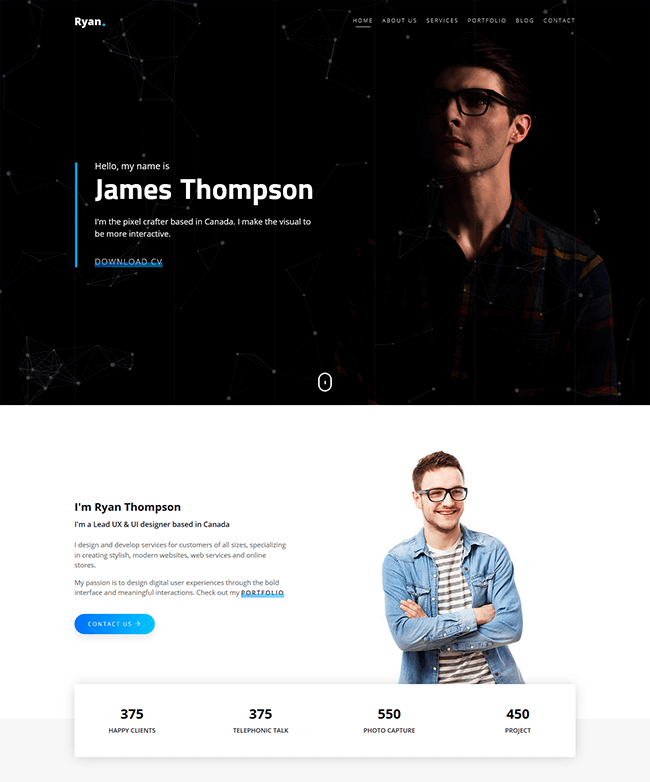 Ryan.
HOME ABOUT US SERVICES PORTFOLIO BLOG CONTACT
Hello, my name is
James Thompson
I'm the pixel crafter based in Canada. I make the visual to
be more interactive.
DOWNLOAD CV
I'm Ryan Thompson
I'm a Lead UX & UI designer based in Canada
I design and develop services for customers of all sizes, specializing
in creating stylish, modern websites, web services and online
stores.
My passion is to design digital user experiences through the bold
interface and meaningful interactions. Check out my PORTFOLIO
CONTACT US →
375 375 550 450
HAPPY CLIENTS TELEPHONIC TALK PHOTO CAPTURE PROJECT